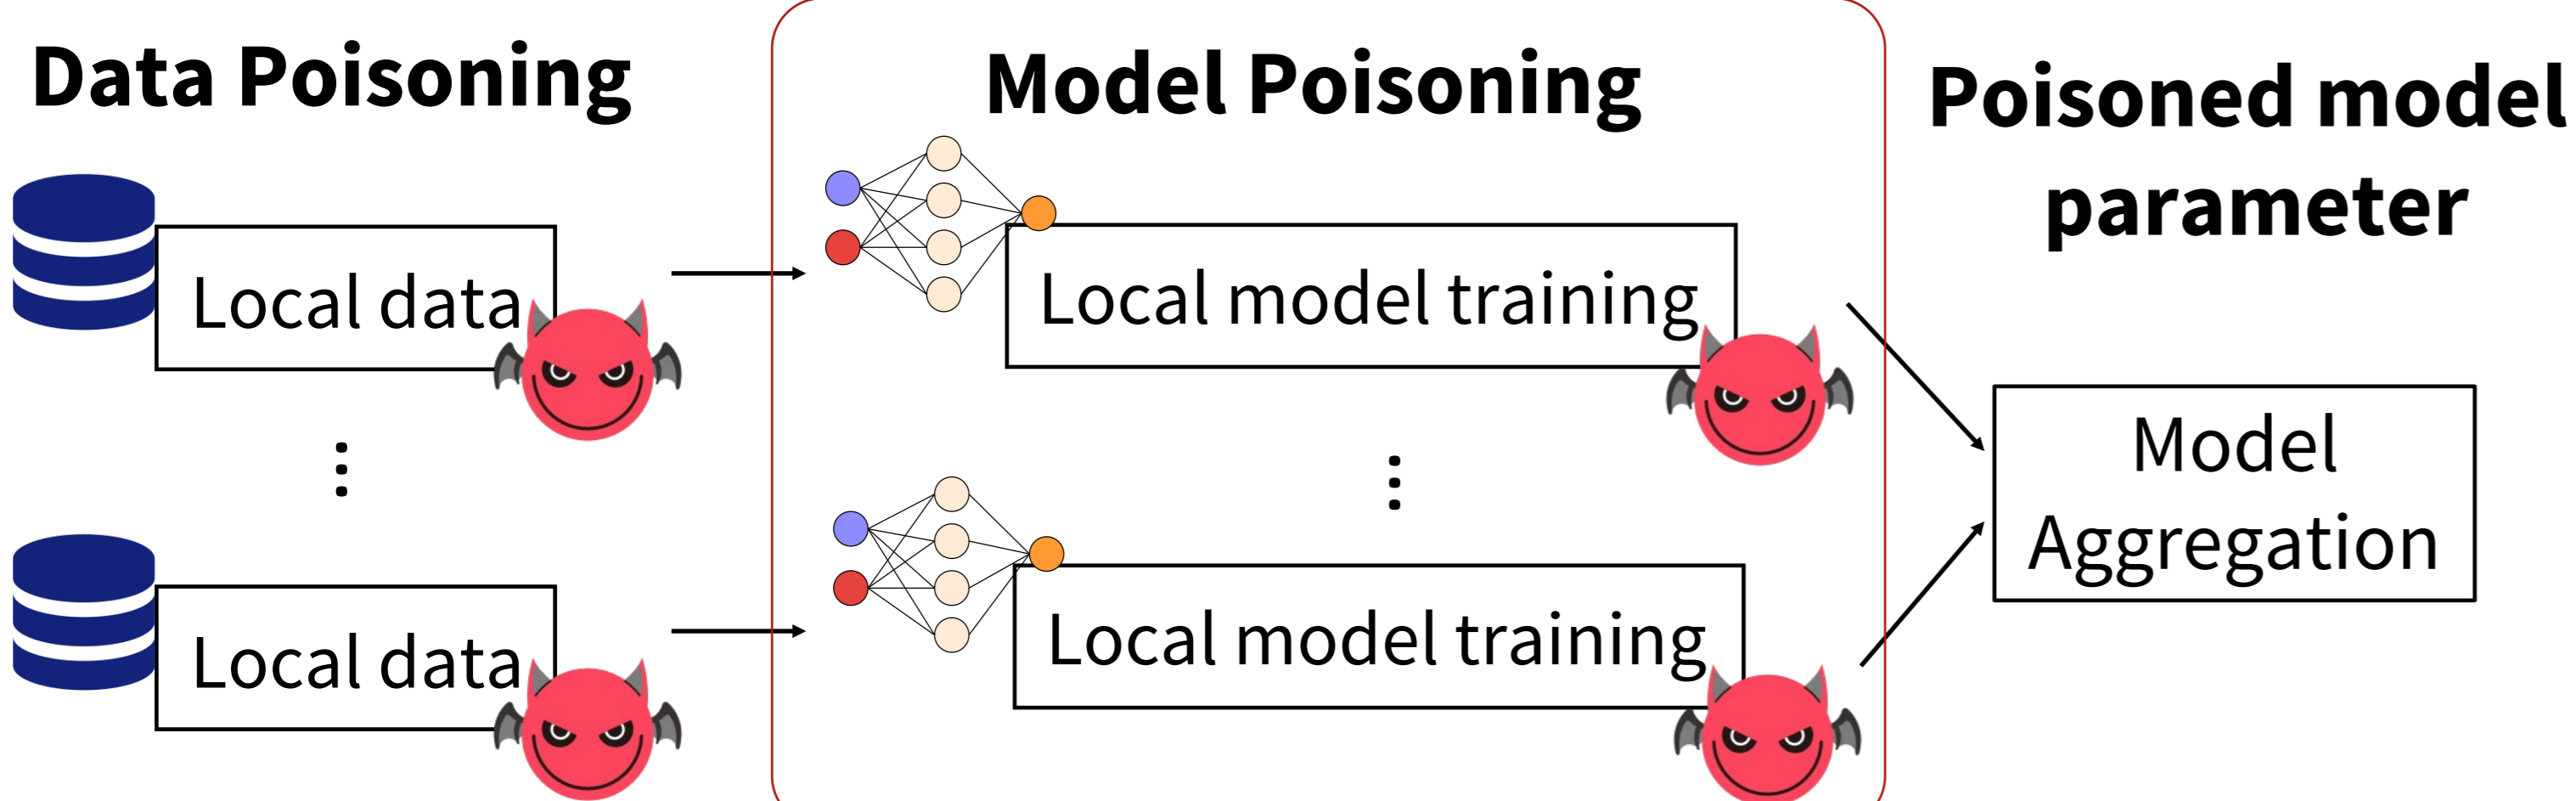 Data Poisoning
Local data
Local data
Model Poisoning
Local model training
Local model training
Poisoned model
parameter
Model
Aggregation